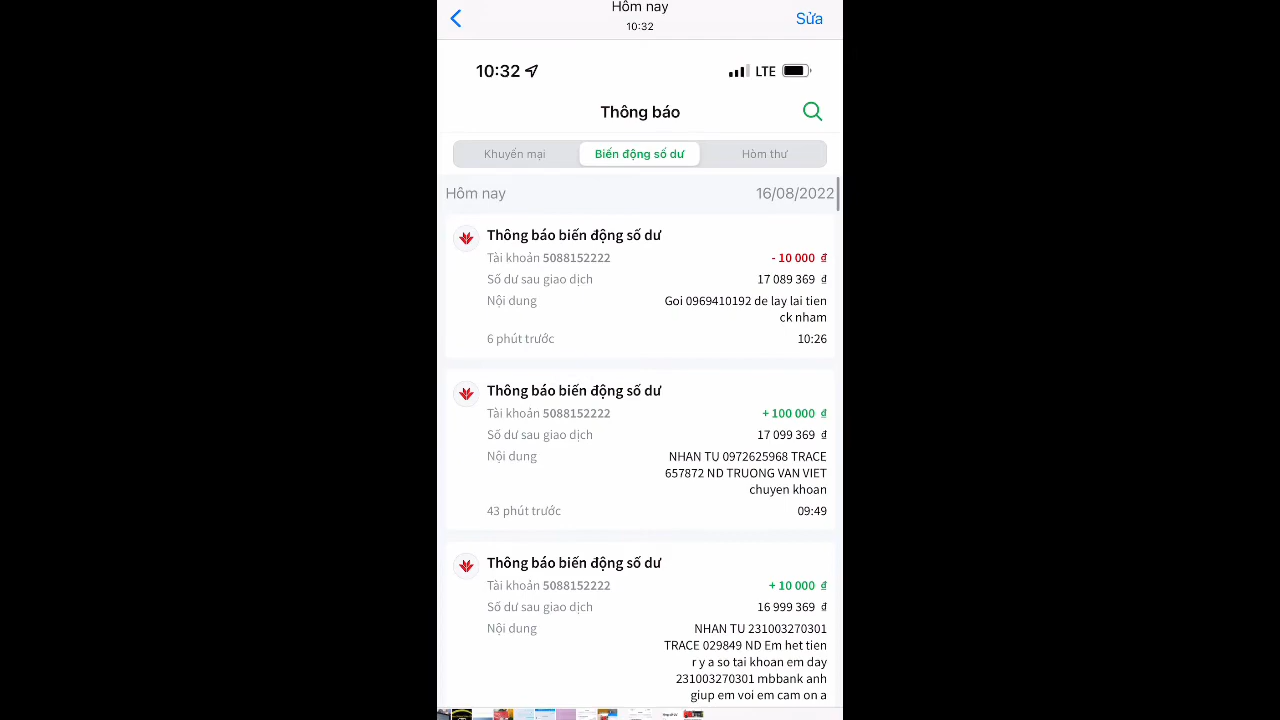 Hôm nay
10:32
Sửa
10:32
LTE
Thông báo
Khuyến mại
Biến động số dư
Hòm thư
Hôm nay
16/08/2022
Thông báo biến động số dư
Tài khoản 5088152222
- 10 000 đ
Số dư sau giao dịch
17 089 369 đ
Nội dung
Goi 0969410192 de lay lai tien
ck nham
6 phút trước
10:26
Thông báo biến động số dư
Tài khoản 5088152222
+ 100 000 đ
Số dư sau giao dịch
17 099 369 đ
Nội dung
NHAN TU 0972625968 TRACE
657872 ND TRUONG VAN VIET
chuyen khoan
43 phút trước
09:49
Thông báo biến động số dư
Tài khoản 5088152222
+ 10 000 đ
Số dư sau giao dịch
16 999 369 đ
Nội dung
NHAN TU 231003270301
TRACE 029849 ND Em het tien
r y a so tai khoan em day
231003270301 mbbank anh
giup em voi em cam on a